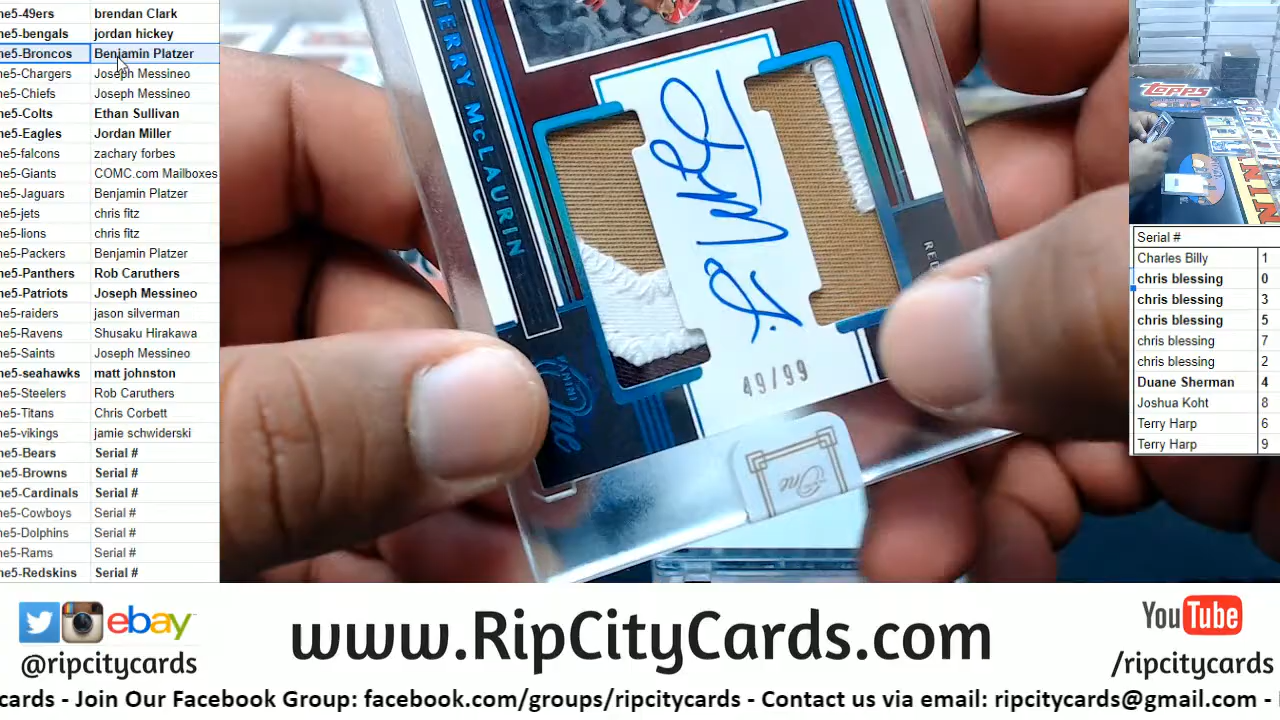 ne5-49ers brendan Clark
ne5-bengals jordan hickey
ne5-Broncos Benjamin Platzer
ne5-Chargers Joseph Messineo
ne5-Chiefs Joseph Messineo
ne5-Colts Ethan Sullivan
ne5-Eagles Jordan Miller
ne5-falcons zachary forbes
ne5-Giants COMC.com Mailboxes
ne5-Jaguars Benjamin Platzer
ne5-jets chris fitz
ne5-lions chris fitz
ne5-Packers Benjamin Platzer
ne5-Panthers Rob Caruthers
ne5-Patriots Joseph Messineo
ne5-raiders jason silverman
ne5-Ravens Shusaku Hirakawa
ne5-Saints Joseph Messineo
ne5-seahawks matt johnston
ne5-Steelers Rob Caruthers
ne5-Titans Chris Corbett
ne5-vikings jamie schwiderski
ne5-Bears Serial #
ne5-Browns Serial #
ne5-Cardinals Serial #
ne5-Cowboys Serial #
ne5-Dolphins Serial #
ne5-Rams Serial #
ne5-Redskins Serial #
TERRY McLAURIN
RED
49/99
PANINI One
One
TOPPS
Serial #
Charles Billy 1
chris blessing 0
chris blessing 3
chris blessing 5
chris blessing 7
chris blessing 2
Duane Sherman 4
Joshua Koht 8
Terry Harp 6
Terry Harp 9
ebay
@ripcitycards
www.RipCityCards.com
YouTube
/ripcitycards
cards - Join Our Facebook Group: facebook.com/groups/ripcitycards - Contact us via email: ripcitycards@gmail.com -